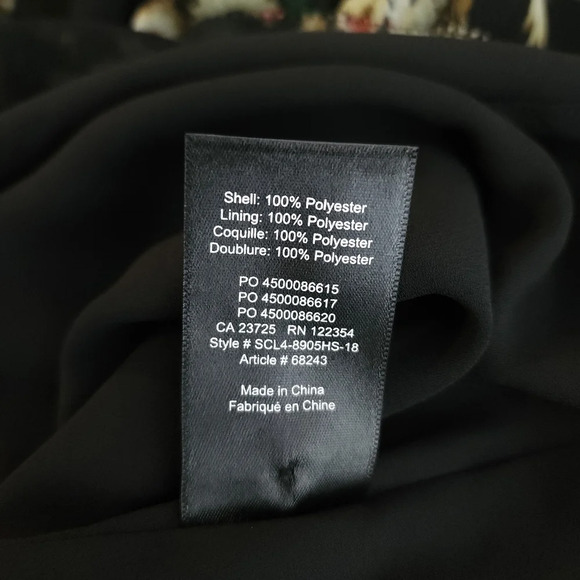 Shell: 100% Polyester
Lining: 100% Polyester
Coquille: 100% Polyester
Doublure: 100% Polyester
PO 4500086615
PO 4500086617
PO 4500086620
CA 23725 RN 122354
Style # SCL4-8905HS-18
Article # 68243
Made in China
Fabriqué en Chine